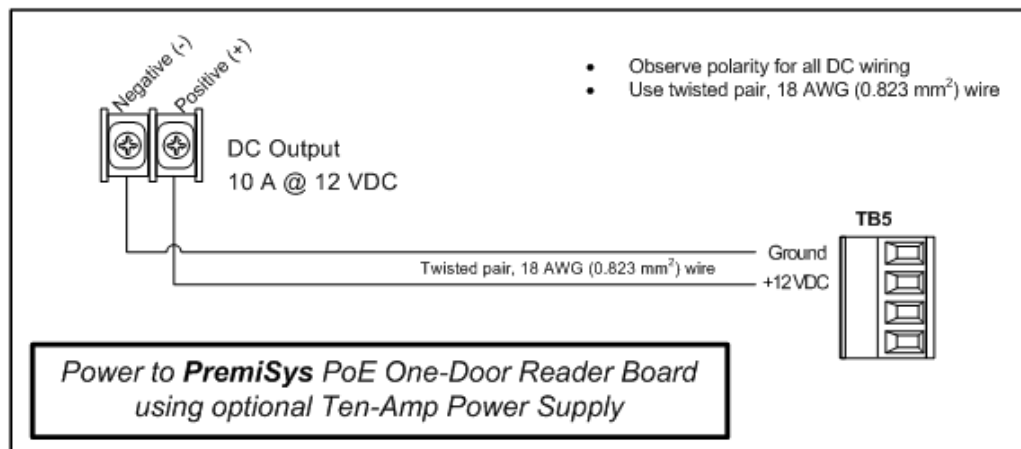 Negative (-)
Positive (+)
• Observe polarity for all DC wiring
• Use twisted pair, 18 AWG (0.823 mm²) wire
DC Output
10 A @ 12 VDC
TB5
Ground
Twisted pair, 18 AWG (0.823 mm²) wire
+12VDC
Power to PremiSys PoE One-Door Reader Board
using optional Ten-Amp Power Supply